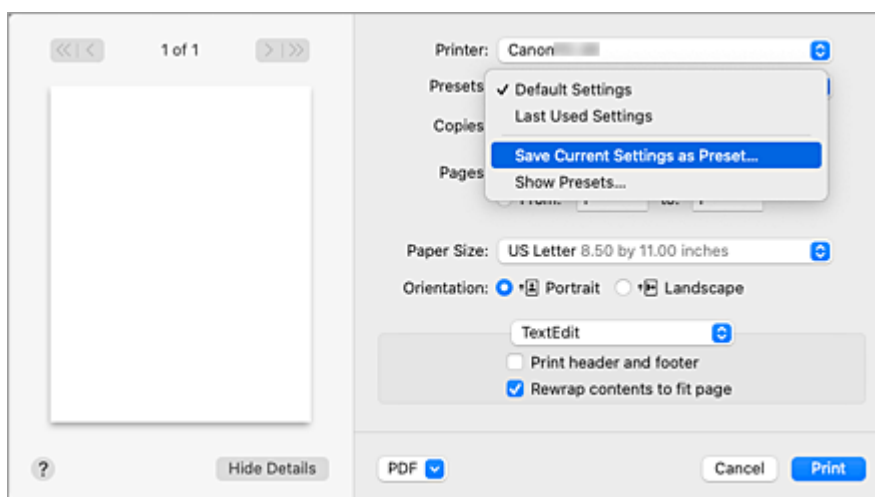 1 of 1
Printer: Canon
Presets
✓ Default Settings
Last Used Settings
Save Current Settings as Preset...
Show Presets...
Copies
Pages
Paper Size: US Letter 8.50 by 11.00 inches
Orientation: Portrait Landscape
TextEdit
Print header and footer
Rewrap contents to fit page
? Hide Details PDF Cancel Print